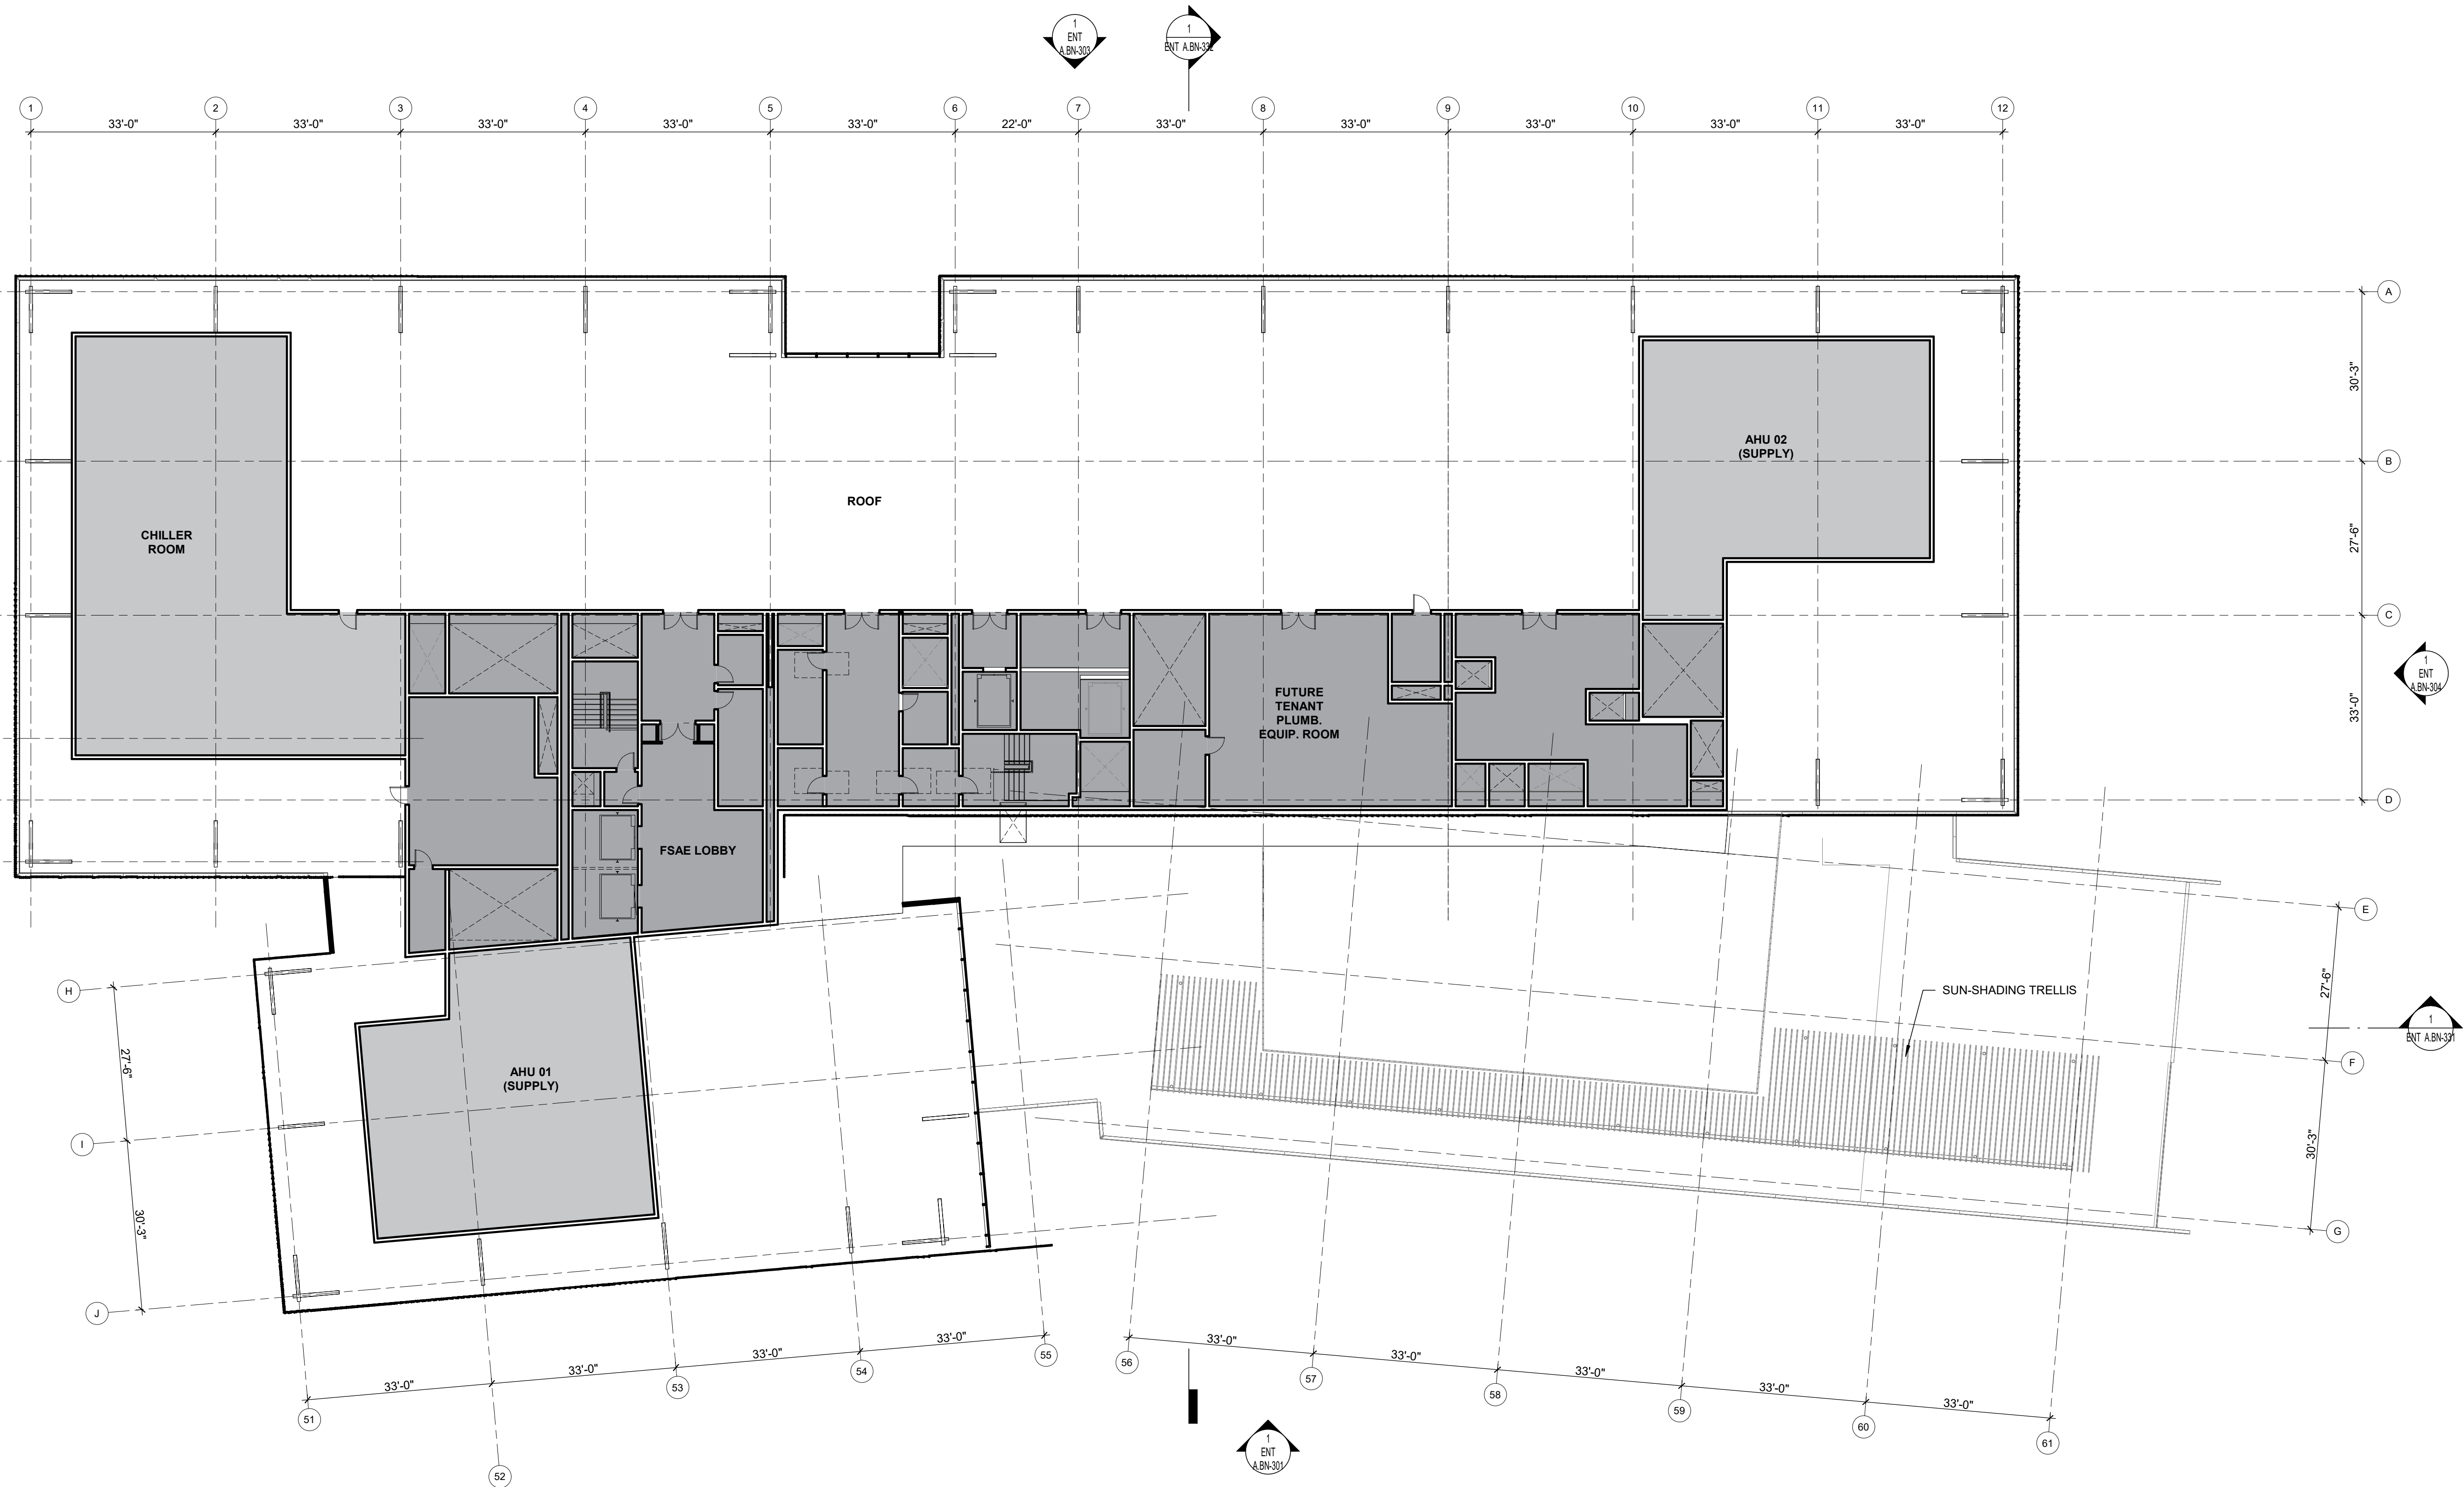 1
ENT
A.BN-303
1
ENT A.BN-332
1
2
3
4
5
6
7
8
9
10
11
12
33'-0"
33'-0"
33'-0"
33'-0"
33'-0"
22'-0"
33'-0"
33'-0"
33'-0"
33'-0"
33'-0"
A
30'-3"
AHU 02
(SUPPLY)
B
ROOF
CHILLER
ROOM
27'-6"
C
1
ENT
A.BN-304
FUTURE
TENANT
PLUMB.
EQUIP. ROOM
33'-0"
D
FSAE LOBBY
E
H
27'-6"
SUN-SHADING TRELLIS
1
ENT A.BN-331
27'-6"
AHU 01
(SUPPLY)
F
I
30'-3"
30'-3"
G
J
33'-0"
33'-0"
33'-0"
33'-0"
33'-0"
33'-0"
33'-0"
33'-0"
33'-0"
51
52
53
54
55
56
57
58
59
60
61
1
ENT
A.BN-301